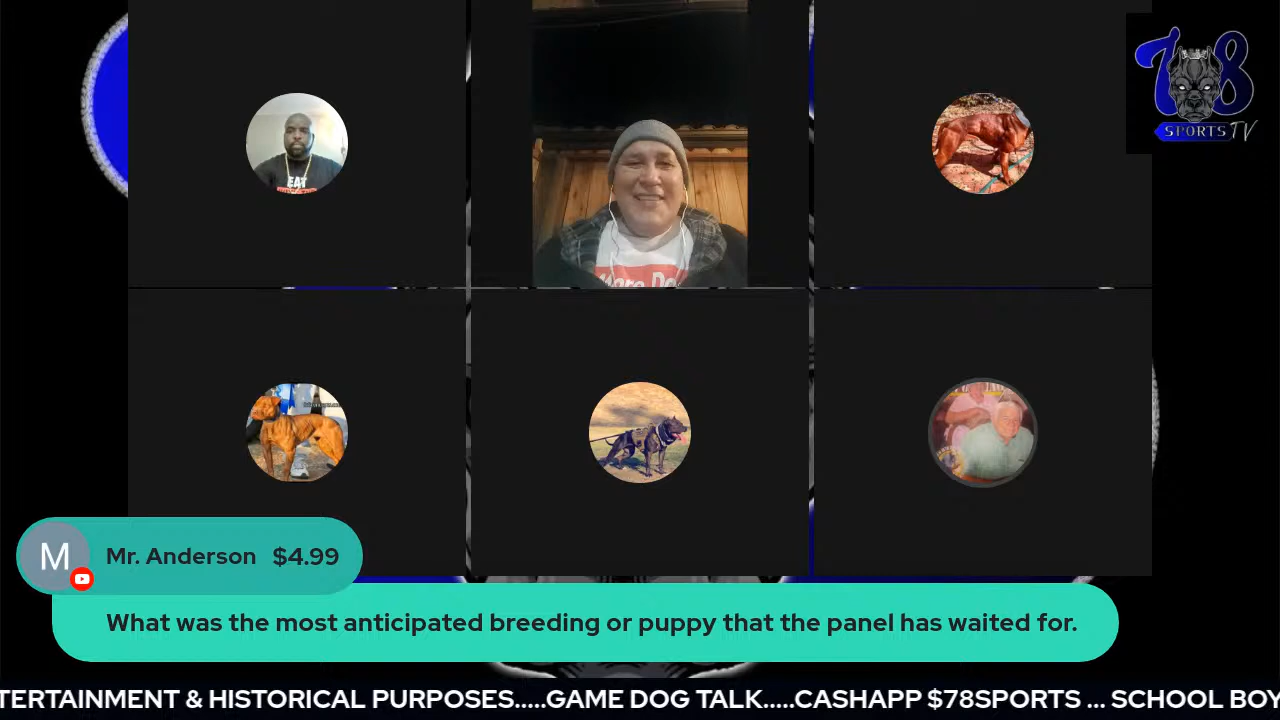 78
SPORTS TV
EAT
M
Mr. Anderson $4.99
What was the most anticipated breeding or puppy that the panel has waited for.
TERTAINMENT & HISTORICAL PURPOSES.....GAME DOG TALK.....CASHAPP $78SPORTS ... SCHOOL BOY